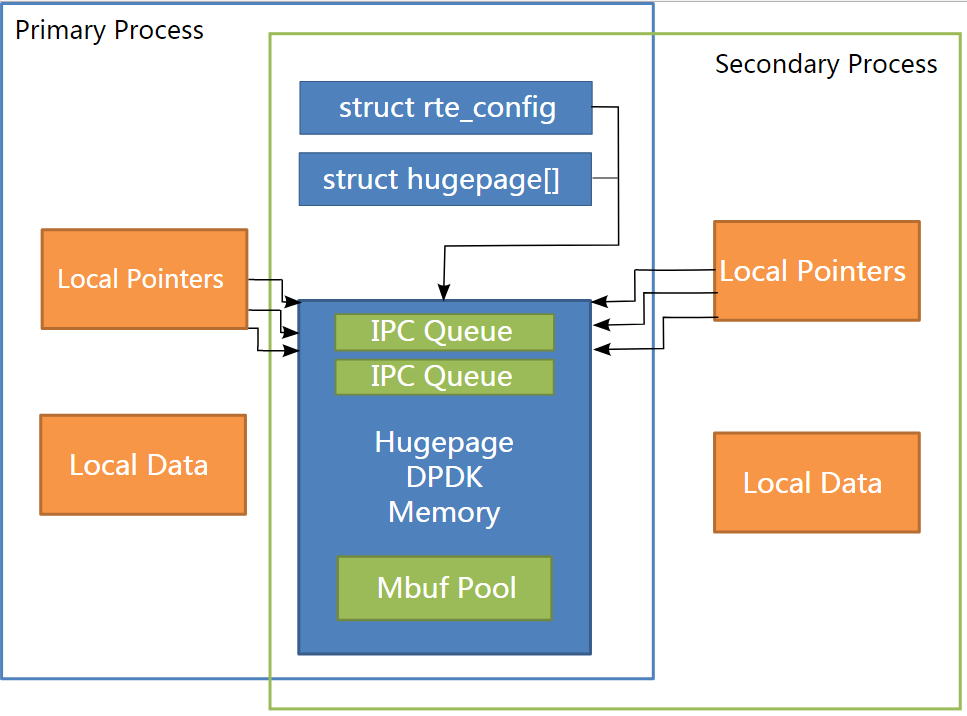 Primary Process
Secondary Process
struct rte_config
struct hugepage[]
Local Pointers
Local Pointers
IPC Queue
IPC Queue
Hugepage
DPDK
Memory
Local Data
Local Data
Mbuf Pool